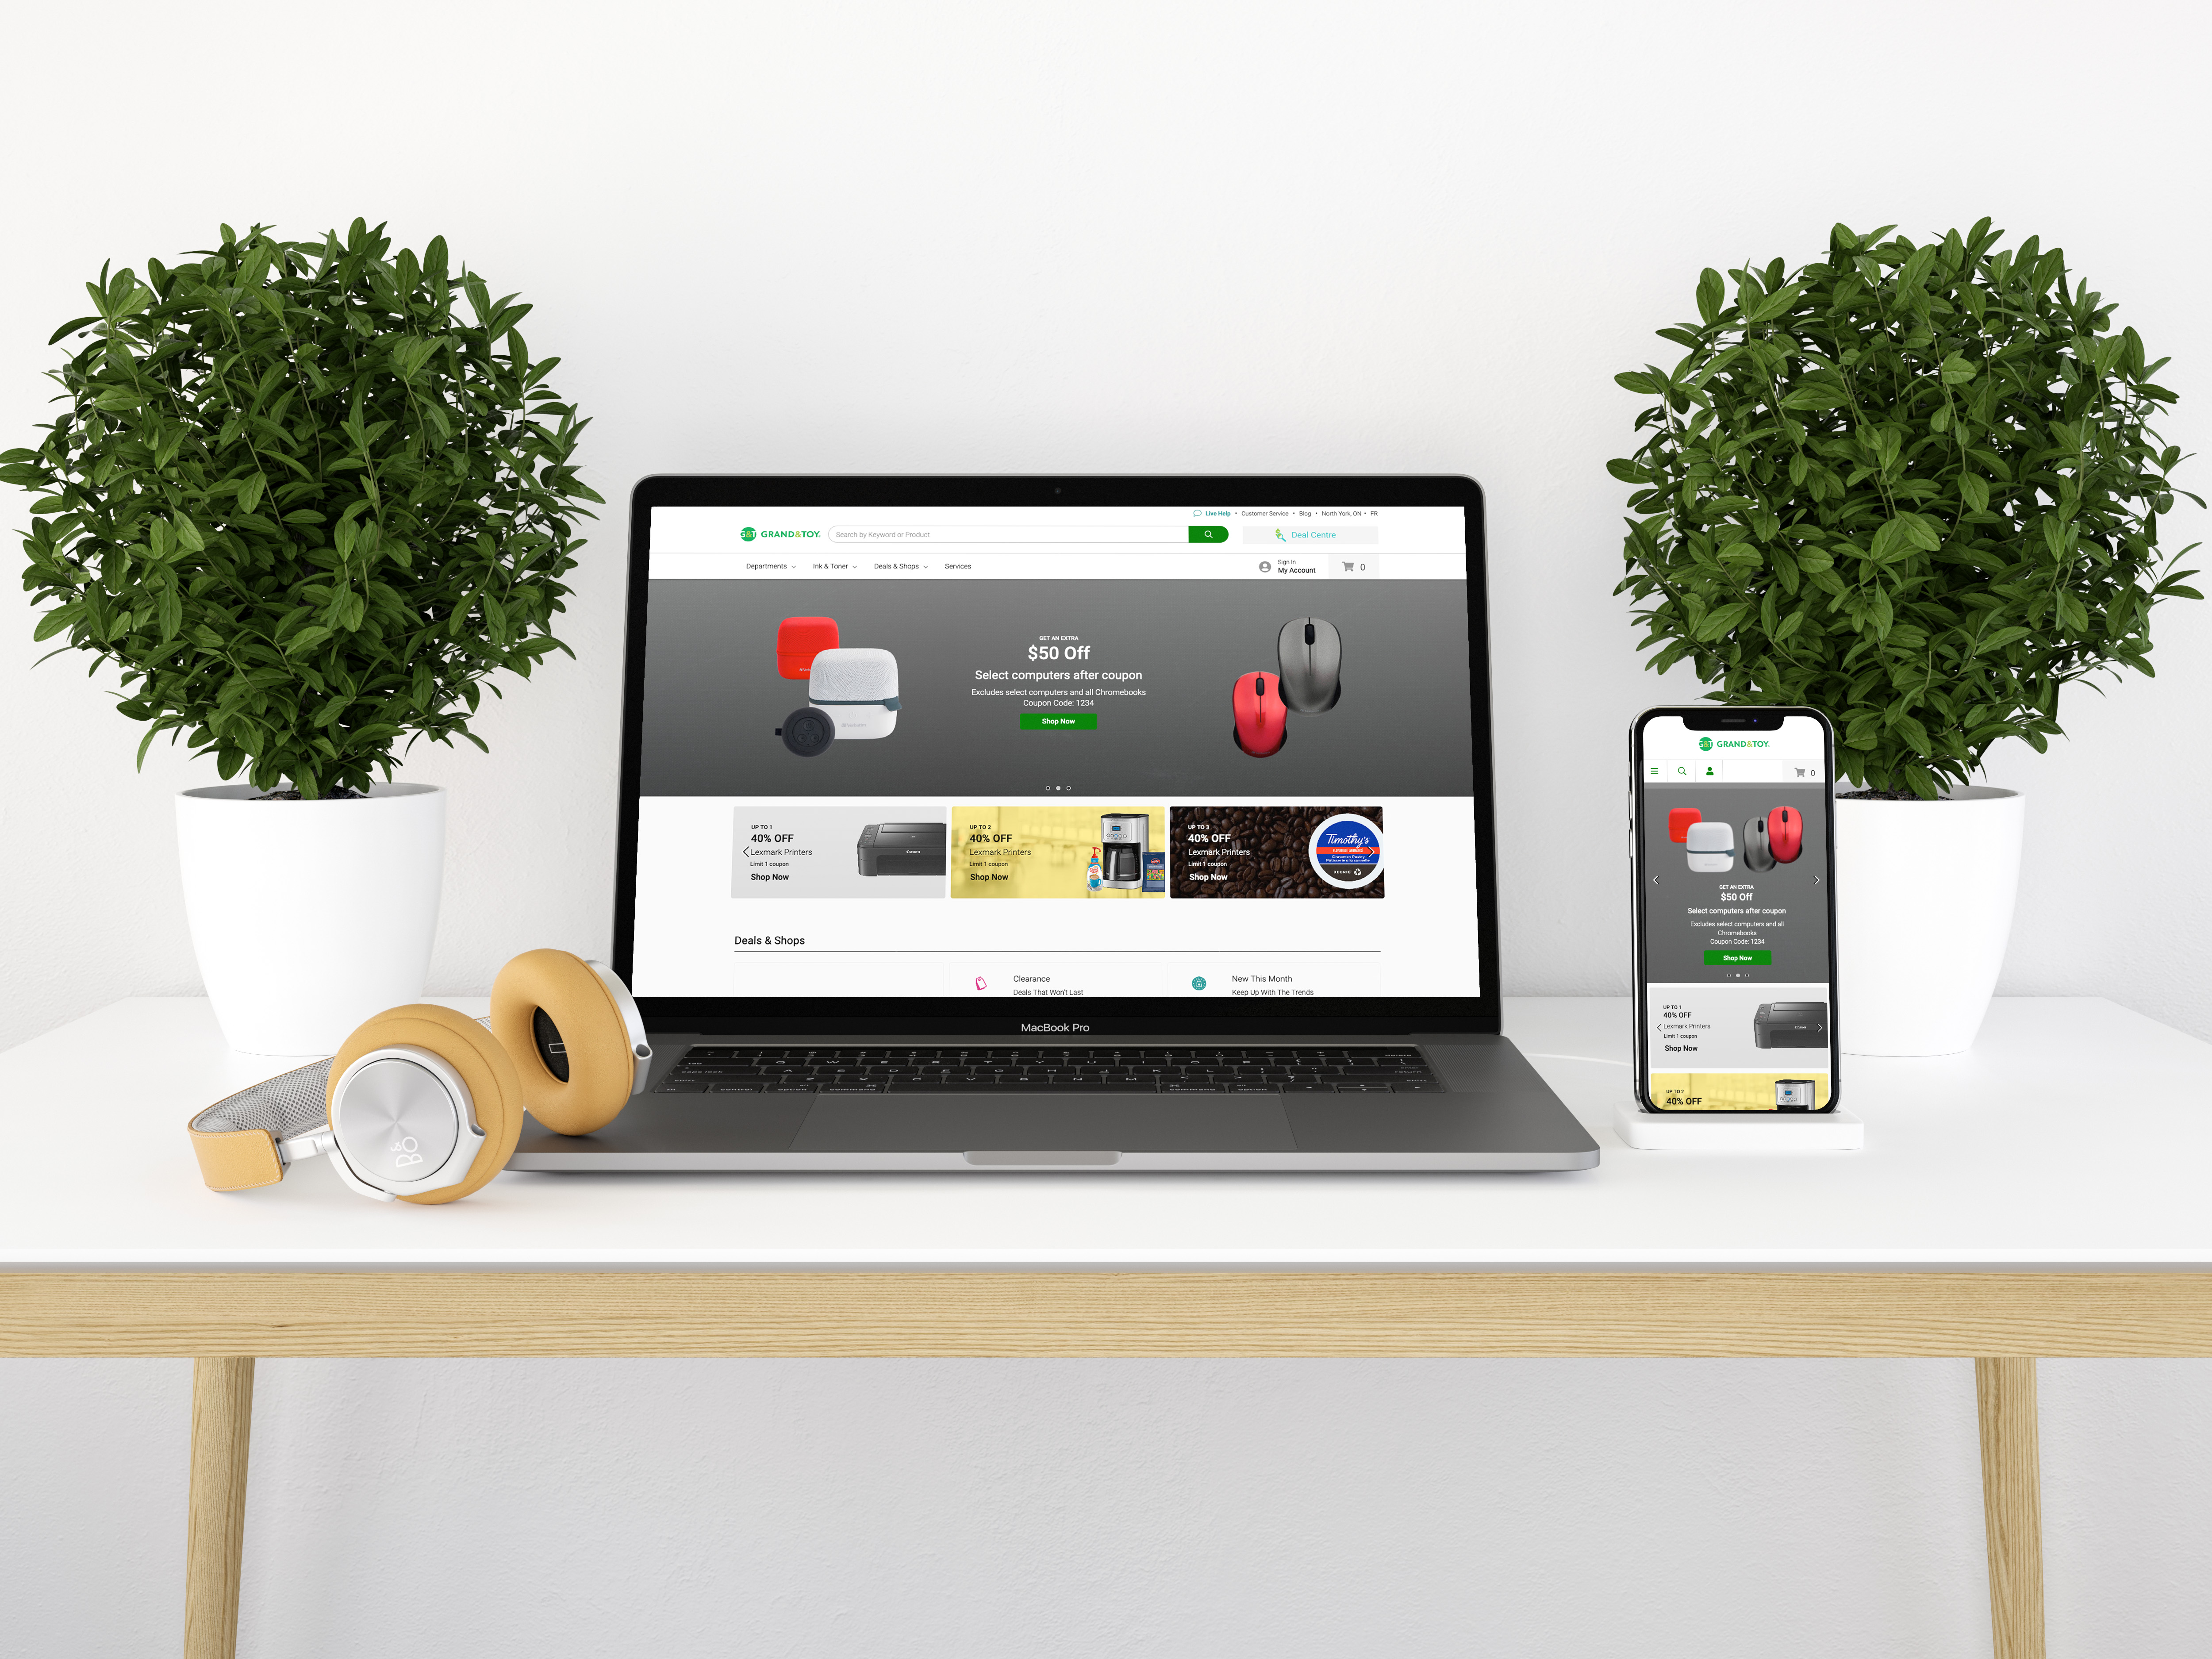 Live Help • Customer Service • Blog • North York, ON • FR
G&T GRAND&TOY
Search by Keyword or Product
Deal Centre
Departments
Ink & Toner
Deals & Shops
Services
Sign In
My Account
0
GET AN EXTRA
$50 Off
Select computers after coupon
Excludes select computers and all Chromebooks
Coupon Code: 1234
Shop Now
UP TO 1
40% OFF
Lexmark Printers
Limit 1 coupon
Shop Now
Canon
UP TO 2
40% OFF
Lexmark Printers
Limit 1 coupon
Shop Now
UP TO 3
40% OFF
Lexmark Printers
Limit 1 coupon
Shop Now
Timothy's
Cinnamon Pastry
KEURIG
Deals & Shops
Clearance
Deals That Won't Last
New This Month
Keep Up With The Trends
MacBook Pro
B&O
G&T GRAND&TOY
0
GET AN EXTRA
$50 Off
Select computers after coupon
Excludes select computers and all
Chromebooks
Coupon Code: 1234
Shop Now
UP TO 1
40% OFF
Lexmark Printers
Limit 1 coupon
Shop Now
Canon
UP TO 2
40% OFF